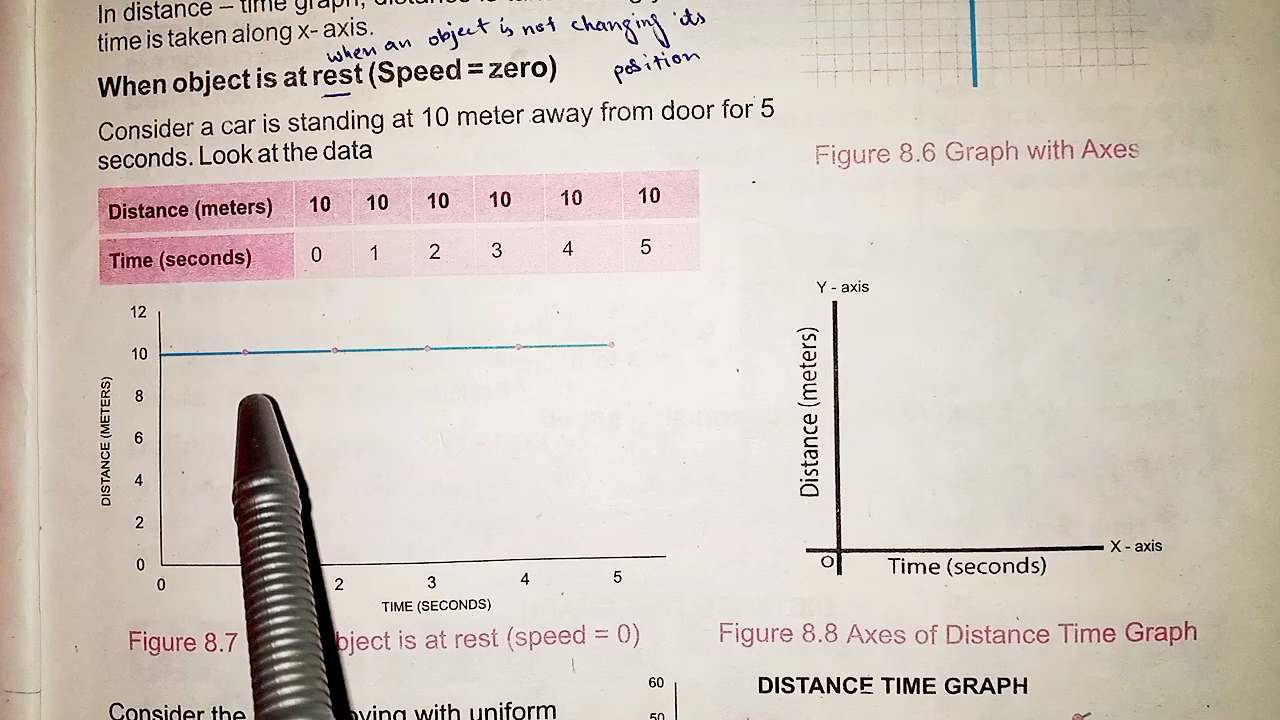 In distance – time graph, distance is
time is taken along x- axis.
when an object is not changing its
position
When object is at rest (Speed = zero)
Consider a car is standing at 10 meter away from door for 5
seconds. Look at the data
Distance (meters) 10 10 10 10 10 10
Time (seconds) 0 1 2 3 4 5
12
10
8
6
4
2
0
DISTANCE (METERS)
0 2 3 4 5
TIME (SECONDS)
Figure 8.7 bject is at rest (speed = 0)
Consider the ving with uniform
Figure 8.6 Graph with Axes
Y - axis
Distance (meters)
X - axis
O
Time (seconds)
Figure 8.8 Axes of Distance Time Graph
60
50
DISTANCE TIME GRAPH